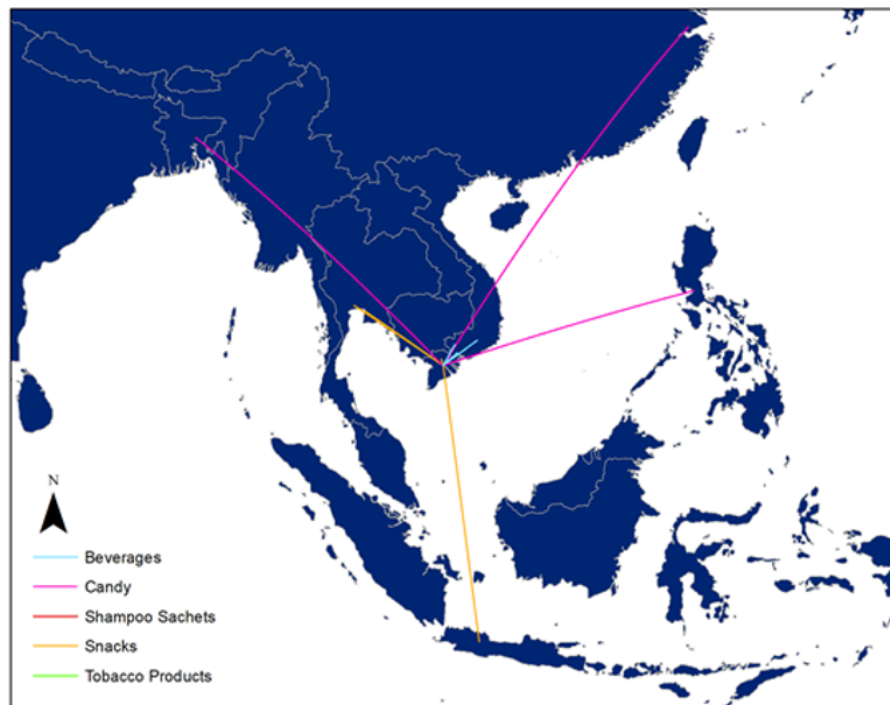 N
Beverages
Candy
Shampoo Sachets
Snacks
Tobacco Products